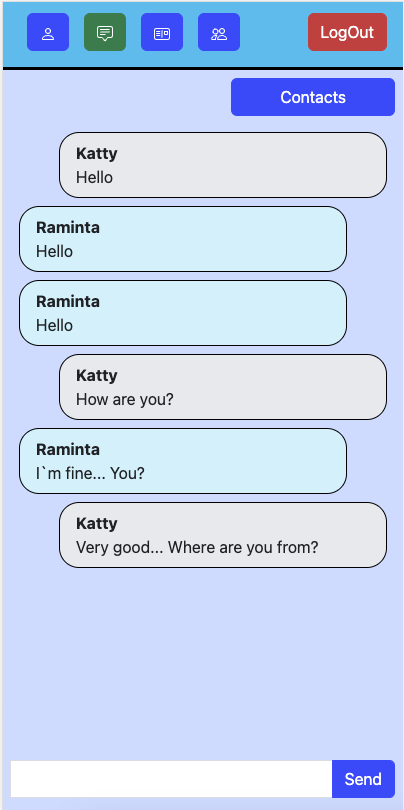 LogOut
Contacts
Katty
Hello
Raminta
Hello
Raminta
Hello
Katty
How are you?
Raminta
I`m fine... You?
Katty
Very good... Where are you from?
Send